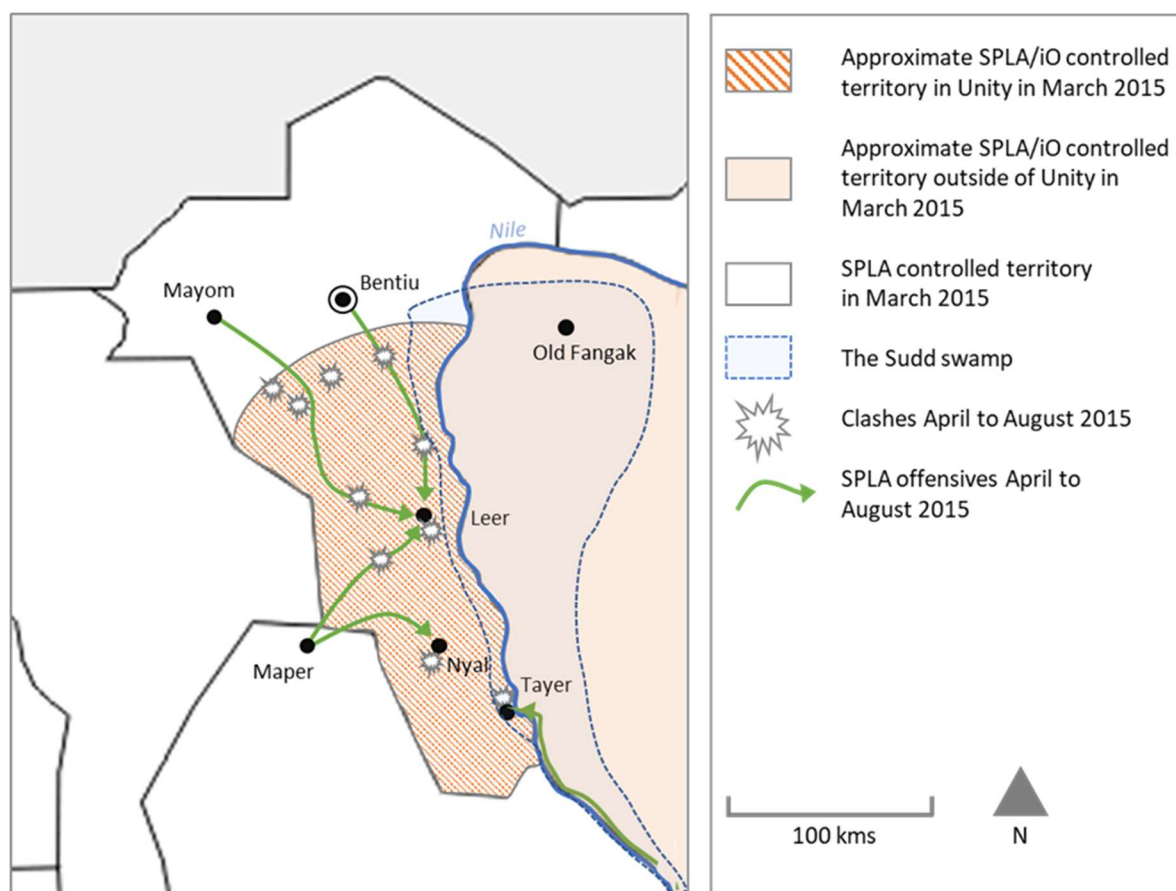 Nile
Mayom
Bentiu
Old Fangak
Leer
Maper
Nyal
Tayer
Approximate SPLA/iO controlled
territory in Unity in March 2015
Approximate SPLA/iO controlled
territory outside of Unity in
March 2015
SPLA controlled territory
in March 2015
The Sudd swamp
Clashes April to August 2015
SPLA offensives April to
August 2015
100 kms
N